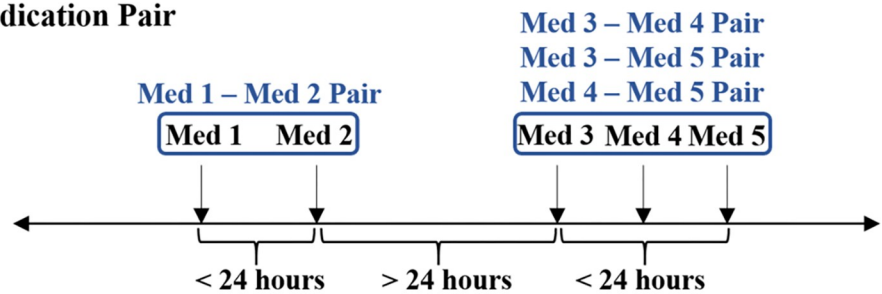 dication Pair
Med 3 – Med 4 Pair
Med 3 – Med 5 Pair
Med 4 – Med 5 Pair
Med 1 – Med 2 Pair
Med 1 Med 2
Med 3 Med 4 Med 5
< 24 hours
> 24 hours
< 24 hours